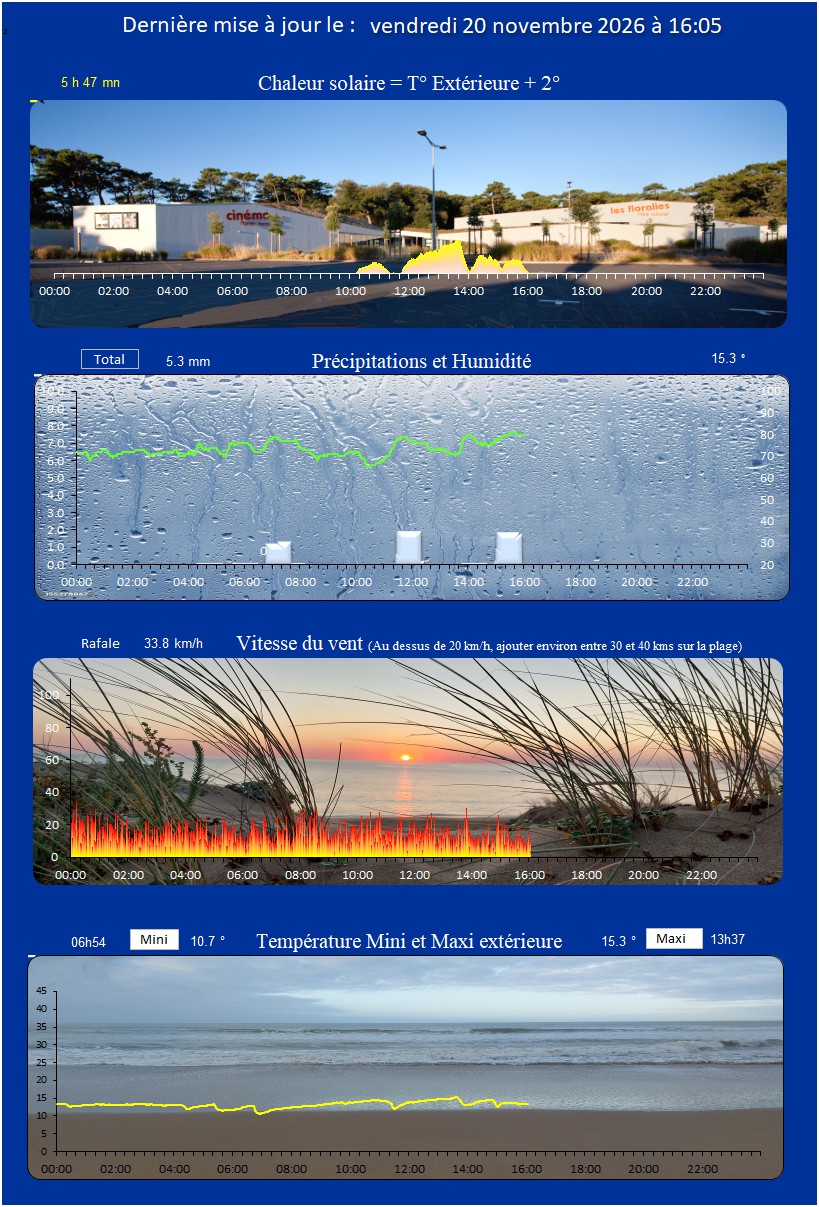 Dernière mise à jour le : vendredi 20 novembre 2026 à 16:05
5 h 47 mn
Chaleur solaire = T° Extérieure + 2°
cinéma
les floralies
00:00 02:00 04:00 06:00 08:00 10:00 12:00 14:00 16:00 18:00 20:00 22:00
Total 5.3 mm Précipitations et Humidité 15.3 °
10.0 100
9.0 90
8.0 80
7.0 70
6.0 60
5.0 50
4.0 40
3.0
2.0 30
1.0
0
0.0 20
00:00 02:00 04:00 06:00 08:00 10:00 12:00 14:00 16:00 18:00 20:00 22:00
Rafale 33.8 km/h Vitesse du vent (Au dessus de 20 km/h, ajouter environ entre 30 et 40 kms sur la plage)
100
80
60
40
20
0
00:00 02:00 04:00 06:00 08:00 10:00 12:00 14:00 16:00 18:00 20:00 22:00
06h54 Mini 10.7 ° Température Mini et Maxi extérieure 15.3 ° Maxi 13h37
45
40
35
30
25
20
15
10
5
0
00:00 02:00 04:00 06:00 08:00 10:00 12:00 14:00 16:00 18:00 20:00 22:00